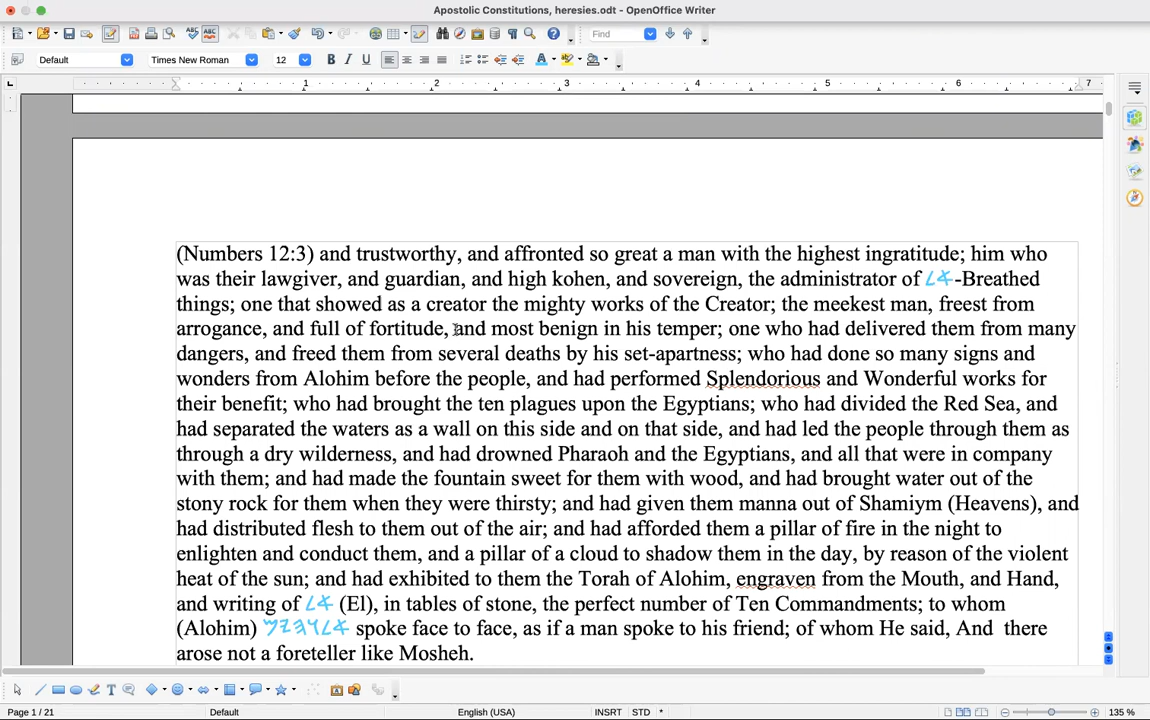 Apostolic Constitutions, heresies.odt - OpenOffice Writer
Find
Default
Times New Roman
12
B I U
1 2 3 4 5 6 7
(Numbers 12:3) and trustworthy, and affronted so great a man with the highest ingratitude; him who
was their lawgiver, and guardian, and high kohen, and sovereign, the administrator of 𐤀𐤋-Breathed
things; one that showed as a creator the mighty works of the Creator; the meekest man, freest from
arrogance, and full of fortitude, and most benign in his temper; one who had delivered them from many
dangers, and freed them from several deaths by his set-apartness; who had done so many signs and
wonders from Alohim before the people, and had performed Splendorious and Wonderful works for
their benefit; who had brought the ten plagues upon the Egyptians; who had divided the Red Sea, and
had separated the waters as a wall on this side and on that side, and had led the people through them as
through a dry wilderness, and had drowned Pharaoh and the Egyptians, and all that were in company
with them; and had made the fountain sweet for them with wood, and had brought water out of the
stony rock for them when they were thirsty; and had given them manna out of Shamiym (Heavens), and
had distributed flesh to them out of the air; and had afforded them a pillar of fire in the night to
enlighten and conduct them, and a pillar of a cloud to shadow them in the day, by reason of the violent
heat of the sun; and had exhibited to them the Torah of Alohim, engraven from the Mouth, and Hand,
and writing of 𐤀𐤋 (El), in tables of stone, the perfect number of Ten Commandments; to whom
(Alohim) 𐤀𐤋𐤅𐤄𐤉𐤌 spoke face to face, as if a man spoke to his friend; of whom He said, And  there
arose not a foreteller like Mosheh.
Page 1 / 21
Default
English (USA)
INSRT
STD
*
135 %